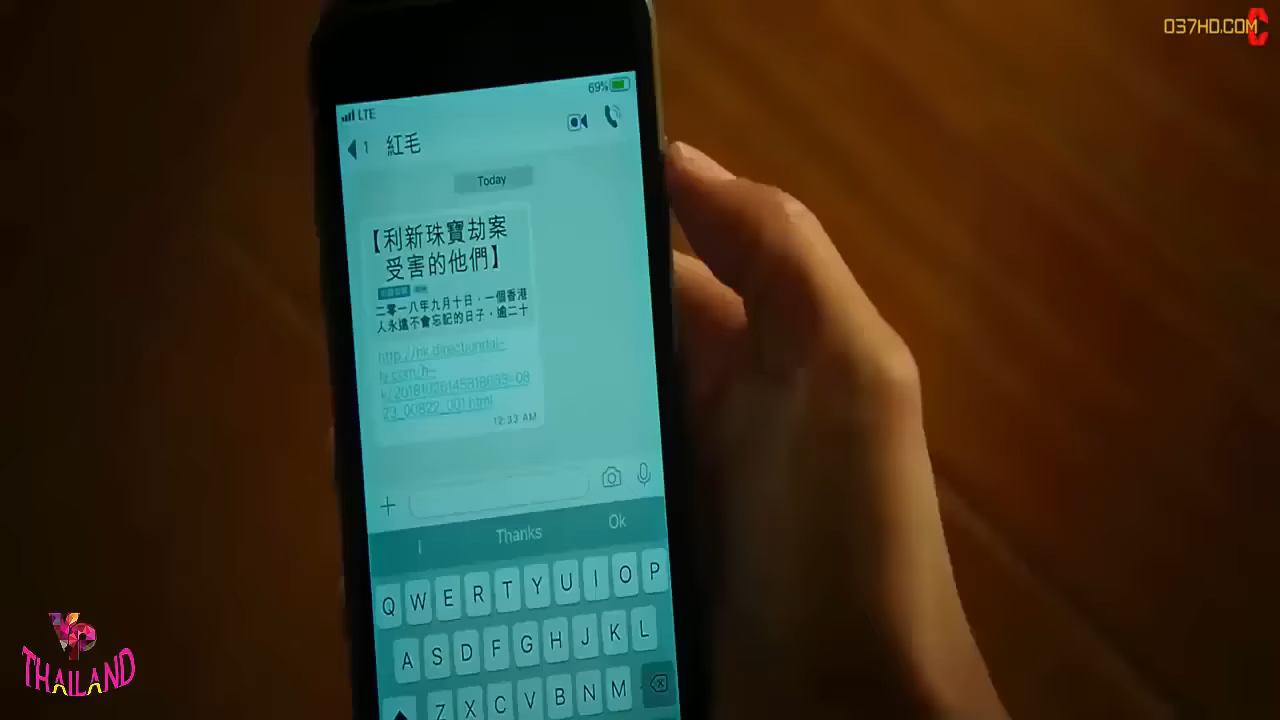 037HD.COM
LTE
69%
1 紅毛
Today
【利新珠寶劫案
受害的他們】
二零一八年九月十日，一個香港
人永遠不會忘記的日子，逾二十
12:33 AM
I Thanks Ok
Q W E R T Y U I O P
A S D F G H J K L
Z X C V B N M
THAILAND